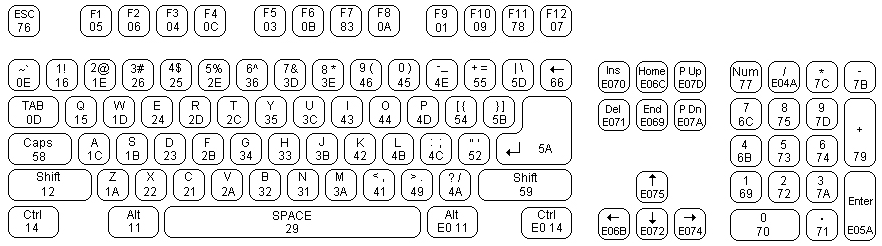 ESC F1 F2 F3 F4 F5 F6 F7 F8 F9 F10 F11 F12
76 05 06 04 0C 03 0B 83 0A 01 09 78 07
~` 1! 2@ 3# 4$ 5% 6^ 7& 8* 9( 0) -_ =+ |\ ← Ins Home P Up Num / * -
0E 16 1E 26 25 2E 36 3D 3E 46 45 4E 55 5D 66 E070 E06C E07D 77 E04A 7C 7B
TAB Q W E R T Y U I O P [{ }] Del End P Dn 7 8 9
0D 15 1D 24 2D 2C 35 3C 43 44 4D 54 5B E071 E069 E07A 6C 75 7D
Caps A S D F G H J K L : ; " ' ↵ 5A 4 5 6 +
58 1C 1B 23 2B 34 33 3B 42 4B 4C 52 6B 73 74 79
Shift Z X C V B N M < , > . ? / Shift ↑ 1 2 3
12 1A 22 21 2A 32 31 3A 41 49 4A 59 E075 69 72 7A
Ctrl Alt SPACE Alt Ctrl ← ↓ → 0 . Enter
14 11 29 E0 11 E0 14 E06B E072 E074 70 71 E05A